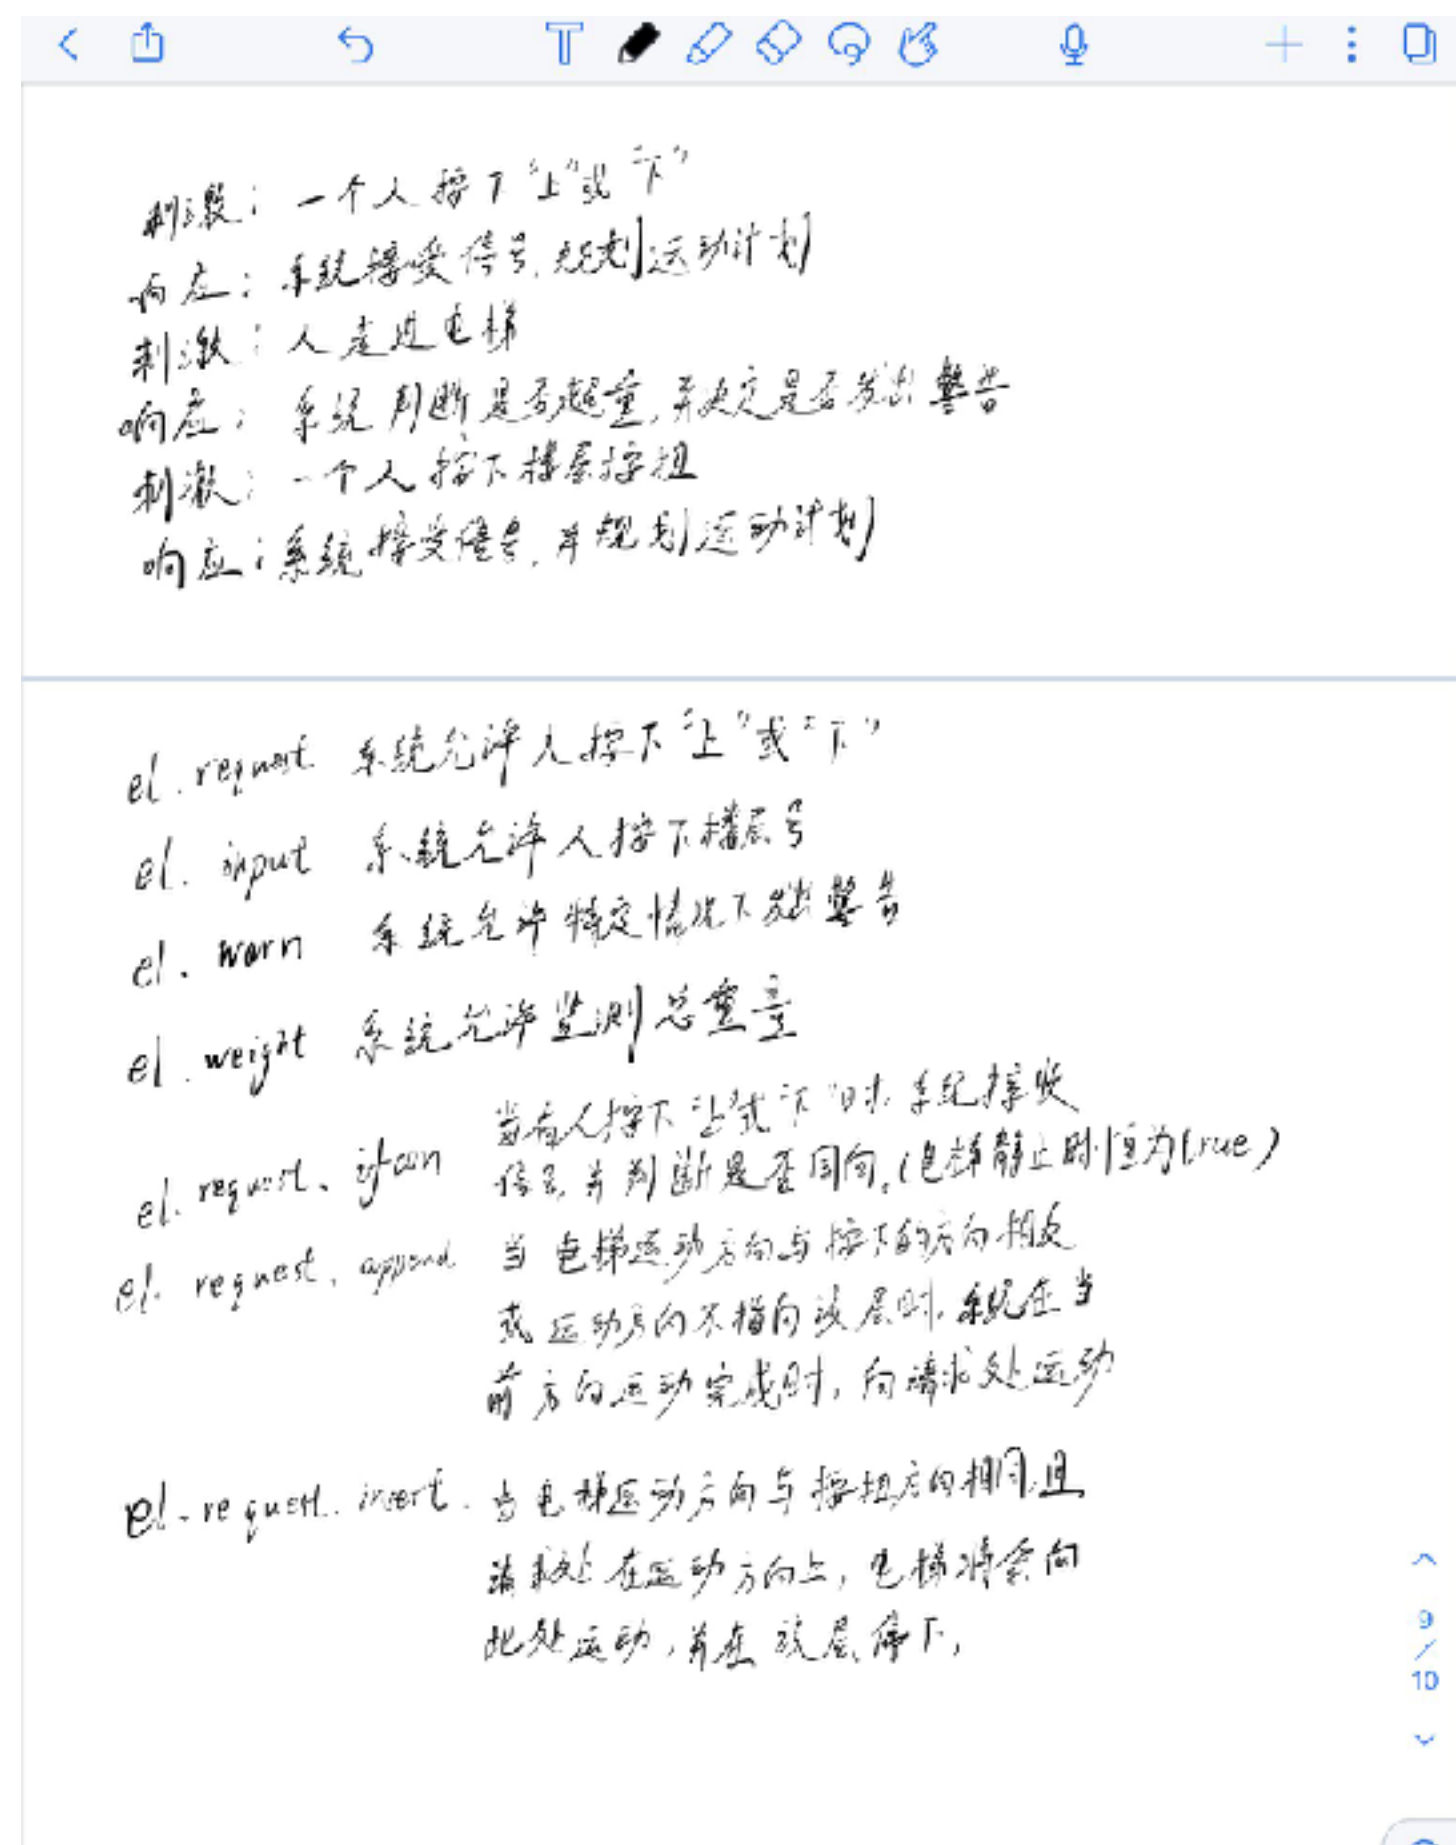 刺激：一个人按下“上”或“下”
响应：系统接受信号，规划运动计划
刺激：人走进电梯
响应：系统判断是否超重，并决定是否发出警告
刺激：一个人按下楼层按扭
响应：系统接受信号，并规划运动计划
el. request 系统允许人按下“上”或“下”
el. input 系统允许人按下楼层号
el. warn 系统允许特定情况下发出警告
el. weight 系统允许监测总重量
当有人按下“上”或“下”时，系统接收
el. request. ifcon 信号，并判断是否同向，（电梯静止时恒为true）
el. request. append 当电梯运动方向与按下的方向相反
或运动方向不指向该层时，系统在当
前方向运动完成时，向请求处运动
el. request. insert. 当电梯运动方向与按扭方向相同，且
请求处在运动方向上，电梯将会向
此处运动，并在该层停下，
9
/
10